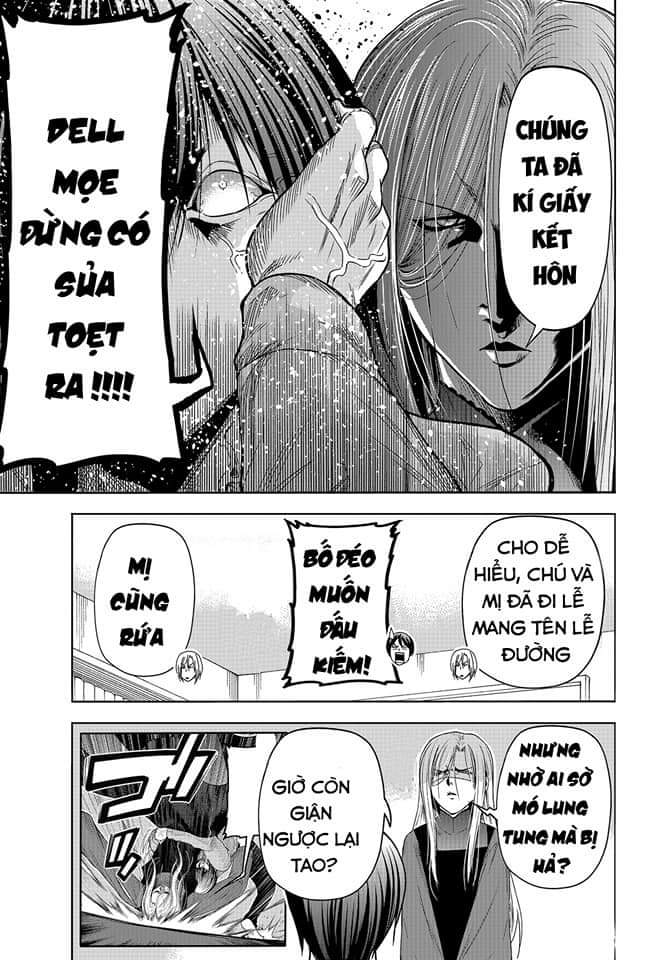 CHÚNG
TA ĐÃ
KÍ GIẤY
KẾT
HÔN
DELL
MỌE
ĐỪNG CÓ
SỦA
TOẸT
RA !!!!
CHO DỄ
HIỂU, CHÚ VÀ
MỊ ĐÃ ĐI LỄ
MANG TÊN LỄ
ĐƯỜNG
BỐ ĐÉO
MUỐN
ĐẤU
KIẾM!
MỊ
CŨNG
RỨA
NHƯNG
NHỜ AI SỜ
MÓ LUNG
TUNG MÀ BỊ
HẢ?
GIỜ CÒN
GIẬN
NGƯỢC LẠI
TAO?